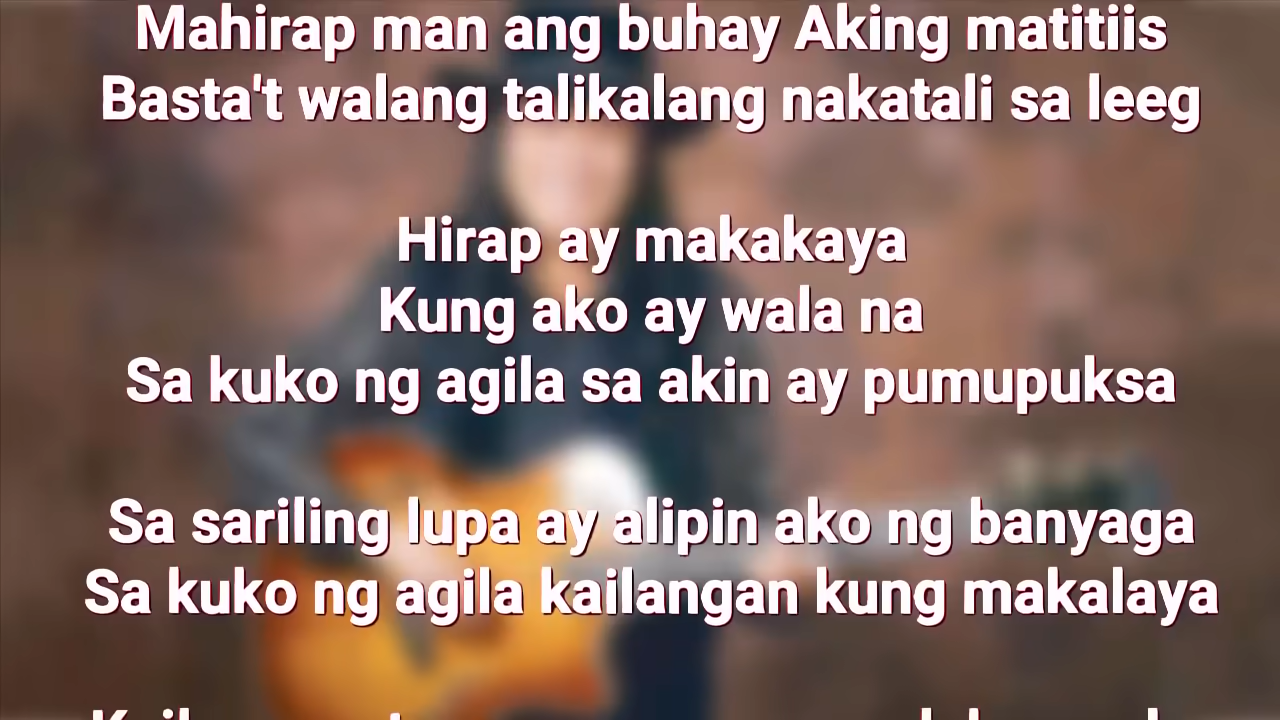 Mahirap man ang buhay Aking matitiis
Basta't walang talikalang nakatali sa leeg
Hirap ay makakaya
Kung ako ay wala na
Sa kuko ng agila sa akin ay pumupuksa
Sa sariling lupa ay alipin ako ng banyaga
Sa kuko ng agila kailangan kung makalaya